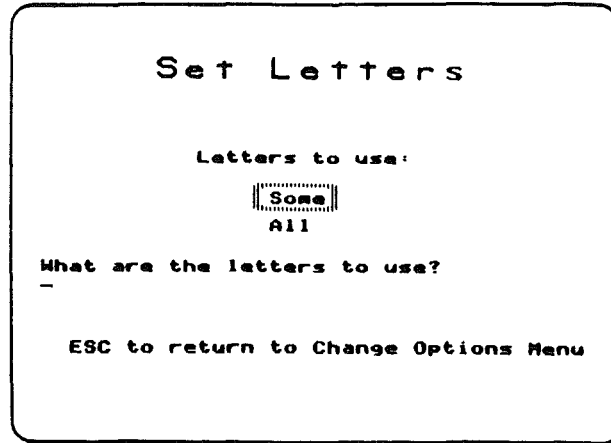 Set Letters
Letters to use:
Some
All
What are the letters to use?
ESC to return to Change Options Menu